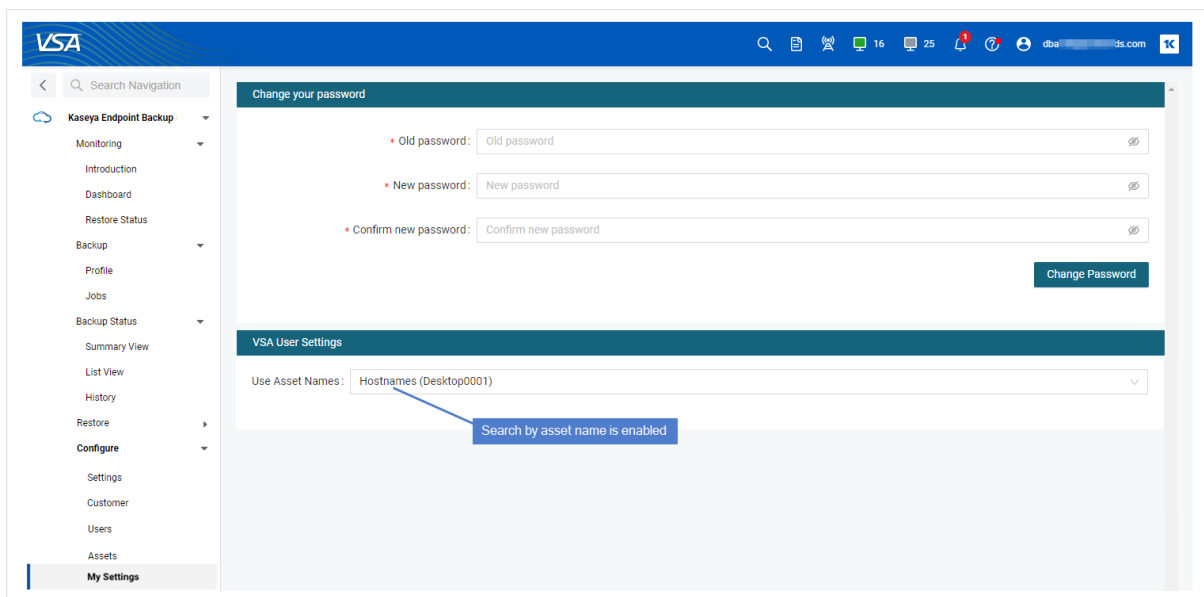 VSA
16
25
1
dba
ds.com
Search Navigation
Kaseya Endpoint Backup
Monitoring
Introduction
Dashboard
Restore Status
Backup
Profile
Jobs
Backup Status
Summary View
List View
History
Restore
Configure
Settings
Customer
Users
Assets
My Settings
Change your password
* Old password: Old password
* New password: New password
* Confirm new password: Confirm new password
Change Password
VSA User Settings
Use Asset Names: Hostnames (Desktop0001)
Search by asset name is enabled